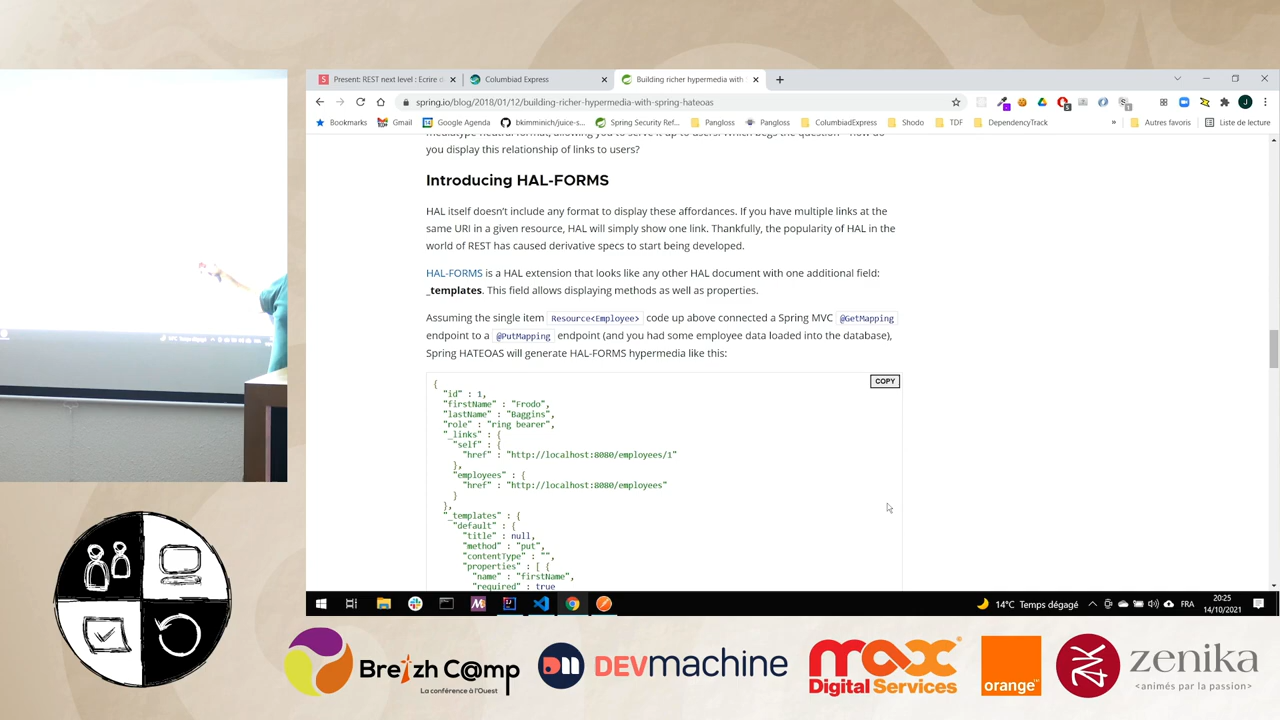 Present: REST next level : Ecrire d
Columbiad Express
Building richer hypermedia with
spring.io/blog/2018/01/12/building-richer-hypermedia-with-spring-hateoas
Bookmarks
Gmail
Google Agenda
bkimminich/juice-s...
Spring Security Ref...
Pangloss
Pangloss
ColumbiadExpress
Shodo
TDF
DependencyTrack
»
Autres favoris
Liste de lecture
you display this relationship of links to users?
Introducing HAL-FORMS
HAL itself doesn't include any format to display these affordances. If you have multiple links at the
same URI in a given resource, HAL will simply show one link. Thankfully, the popularity of HAL in the
world of REST has caused derivative specs to start being developed.
HAL-FORMS is a HAL extension that looks like any other HAL document with one additional field:
_templates. This field allows displaying methods as well as properties.
Assuming the single item Resource<Employee> code up above connected a Spring MVC @GetMapping
endpoint to a @PutMapping endpoint (and you had some employee data loaded into the database),
Spring HATEOAS will generate HAL-FORMS hypermedia like this:
COPY
{
"id" : 1,
"firstName" : "Frodo",
"lastName" : "Baggins",
"role" : "ring bearer",
"_links" : {
"self" : {
"href" : "http://localhost:8080/employees/1"
},
"employees" : {
"href" : "http://localhost:8080/employees"
}
},
"_templates" : {
"default" : {
"title" : null,
"method" : "put",
"contentType" : "",
"properties" : [ {
"name" : "firstName",
"required" : true
14°C Temps dégagé
FRA
20:25
14/10/2021
Breizh C@mp
La conférence à l'Ouest
DEVmachine
max
Digital Services
orange
zenika
<animés par la passion>